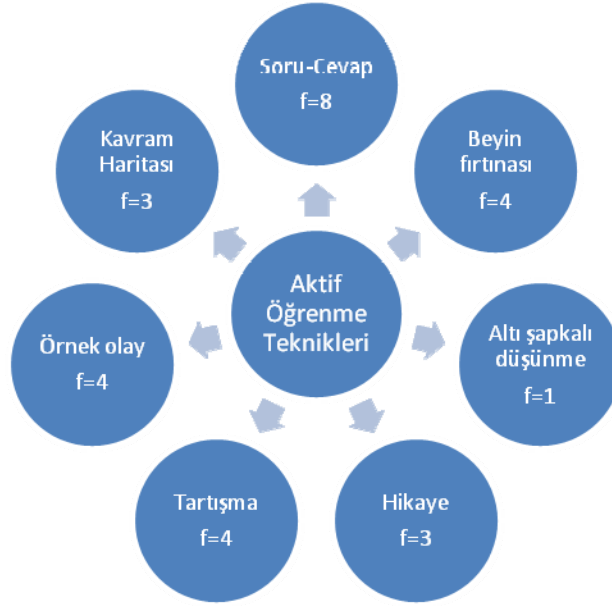 Soru-Cevap
f=8
Beyin
fırtınası
f=4
Altı şapkalı
düşünme
f=1
Hikaye
f=3
Tartışma
f=4
Örnek olay
f=4
Kavram
Haritası
f=3
Aktif
Öğrenme
Teknikleri